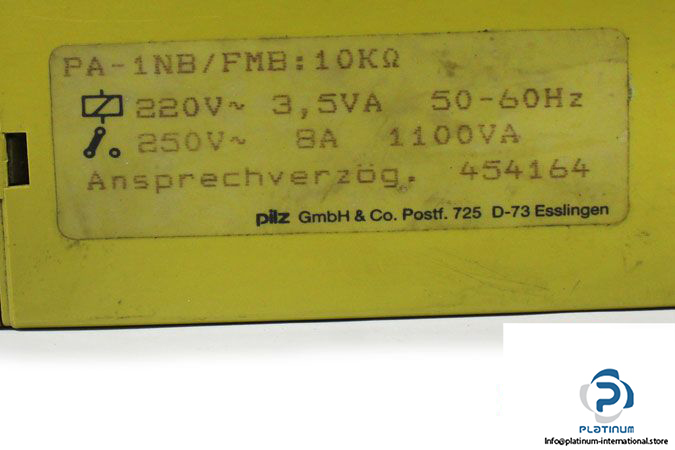 PA-1NB/FMB:10KΩ
220V~ 3,5VA 50-60Hz
250V~ 8A 1100VA
Ansprechverzög. 454164
pilz GmbH & Co. Postf. 725 D-73 Esslingen
PLATINUM
Info@platinum-international.store